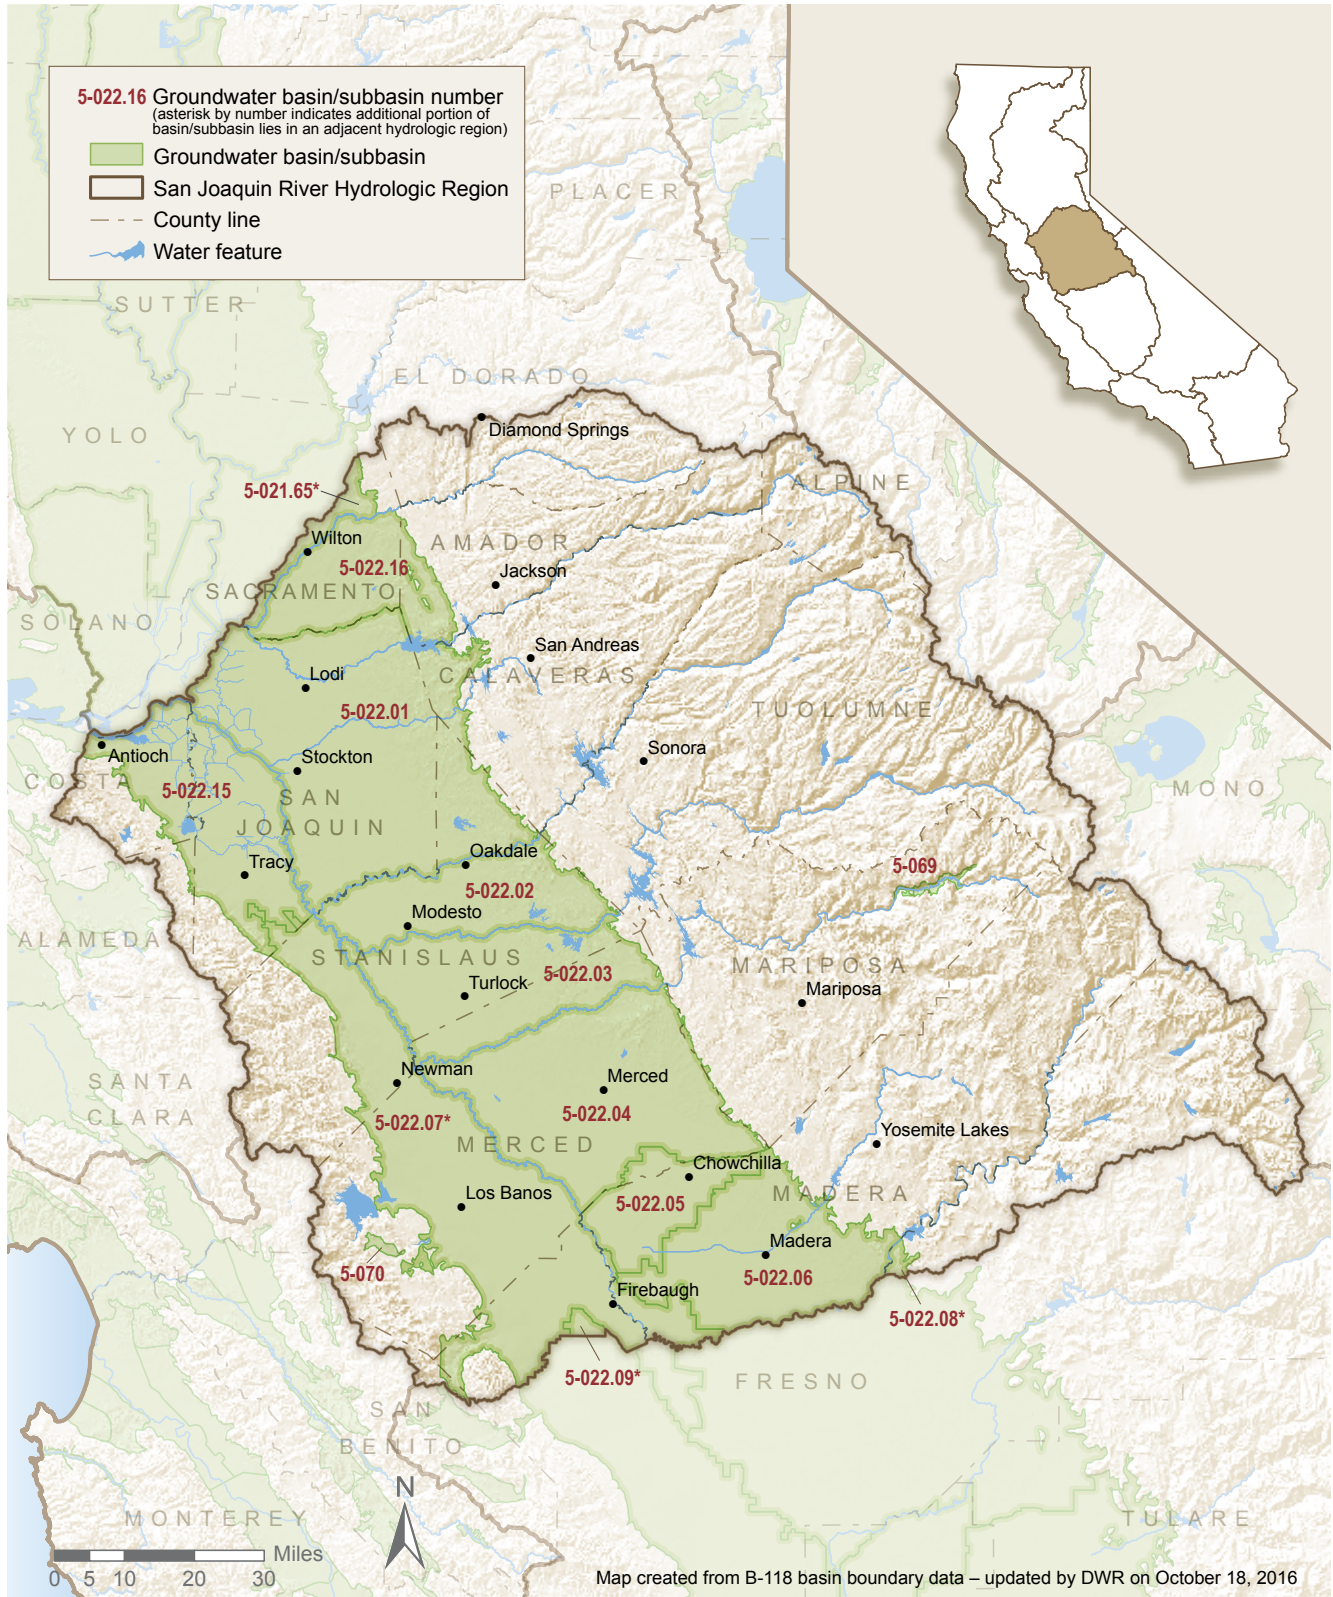 5-022.16 Groundwater basin/subbasin number
(asterisk by number indicates additional portion of
basin/subbasin lies in an adjacent hydrologic region)
Groundwater basin/subbasin
San Joaquin River Hydrologic Region
County line
Water feature
PLACER
SUTTER
EL DORADO
Diamond Springs
YOLO
ALPINE
5-021.65*
Wilton
AMADOR
5-022.16
Jackson
SACRAMENTO
SOLANO
San Andreas
CALAVERAS
Lodi
5-022.01
TUOLUMNE
Sonora
Antioch
Stockton
COSTA
5-022.15
MONO
SAN
JOAQUIN
Oakdale
Tracy
5-069
5-022.02
Modesto
ALAMEDA
STANISLAUS
5-022.03
MARIPOSA
Mariposa
Turlock
Newman
Merced
SANTA
CLARA
5-022.04
5-022.07*
Yosemite Lakes
MERCED
Chowchilla
Los Banos
5-022.05
MADERA
Madera
5-070
5-022.06
Firebaugh
5-022.08*
5-022.09*
FRESNO
SAN
BENITO
N
MONTEREY
TULARE
Miles
0 5 10 20 30
Map created from B-118 basin boundary data – updated by DWR on October 18, 2016